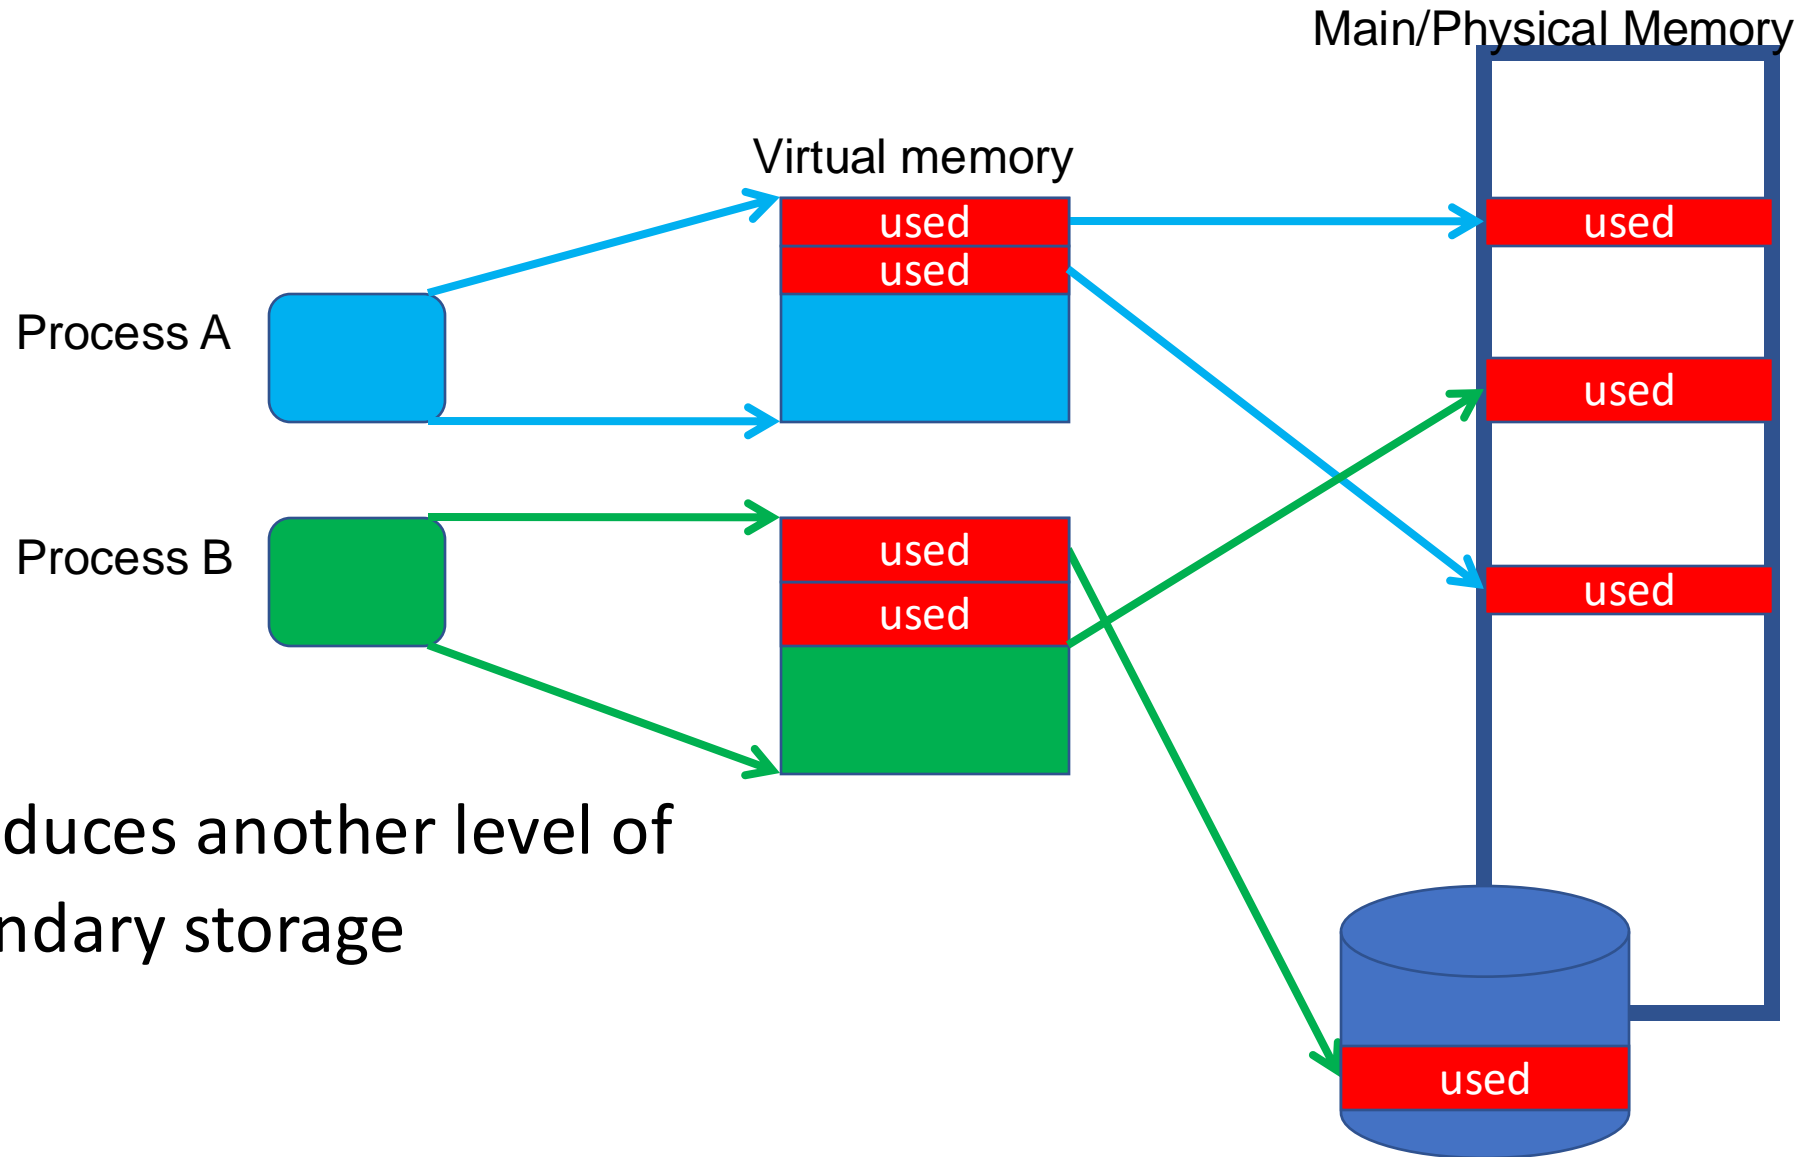 Main/Physical Memory
Virtual memory
used
used
used
used
Process A
used
Process B
used
used
used
duces another level of
ndary storage
used